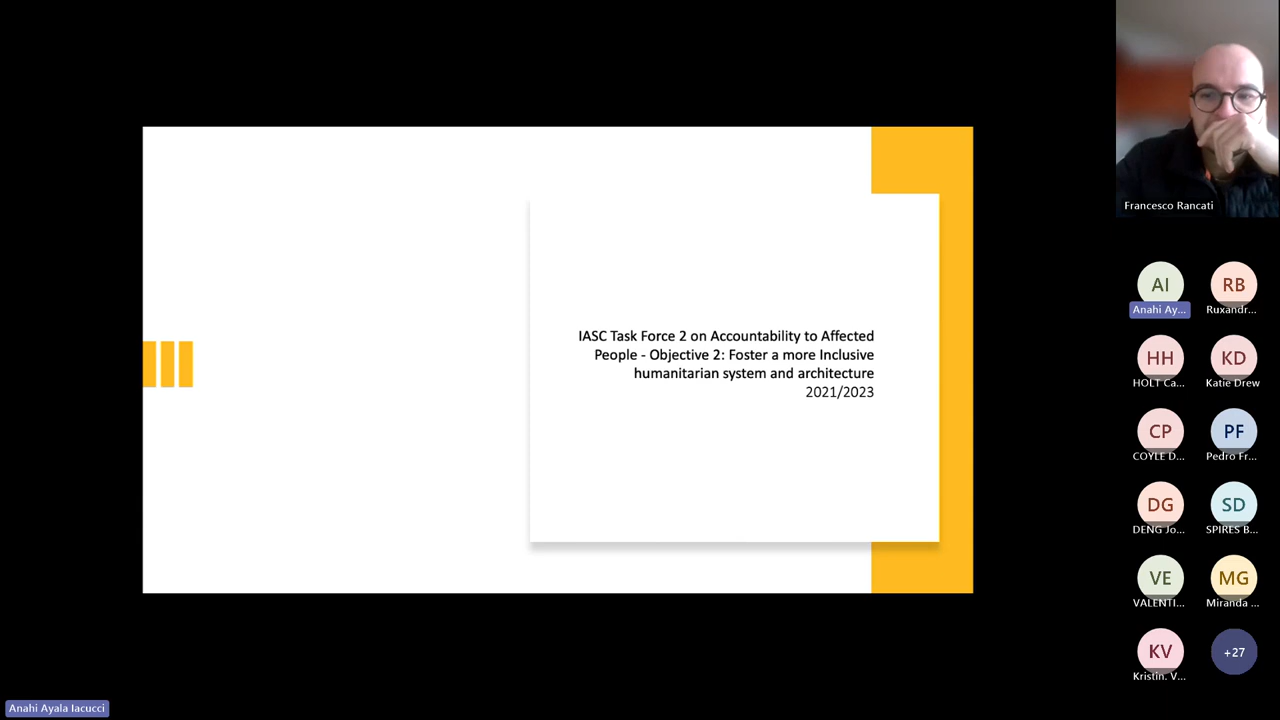 IASC Task Force 2 on Accountability to Affected
People - Objective 2: Foster a more Inclusive
humanitarian system and architecture
2021/2023
Francesco Rancati
AI
Anahi Ay...
RB
Ruxandr...
HH
HOLT Ca...
KD
Katie Drew
CP
COYLE D...
PF
Pedro Fr...
DG
DENG Jo...
SD
SPIRES B...
VE
VALENTI...
MG
Miranda ...
KV
Kristin. V...
+27
Anahi Ayala Iacucci